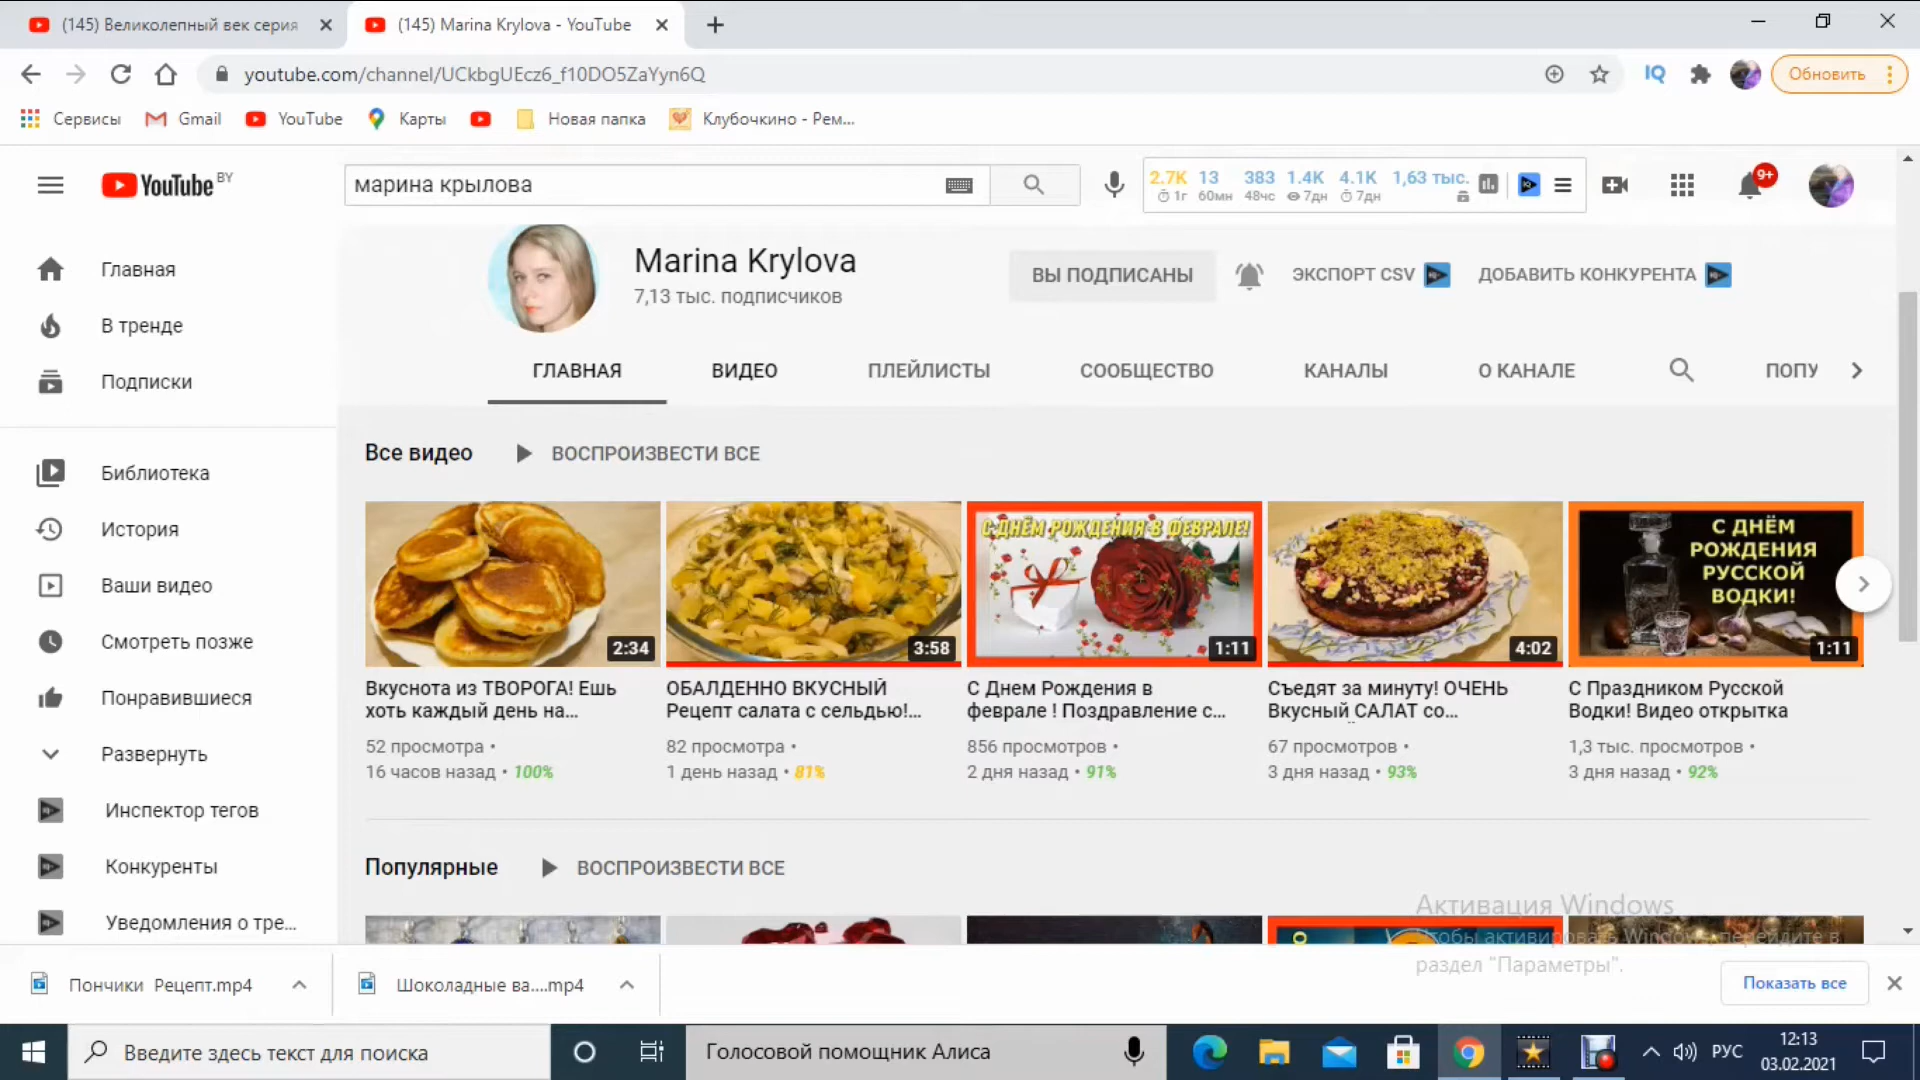 (145) Великолепный век серия
(145) Marina Krylova - YouTube
youtube.com/channel/UCkbgUEcz6_f10DO5ZaYyn6Q
Обновить
Сервисы
Gmail
YouTube
Карты
Новая папка
Клубочкино - Рем...
YouTube BY
марина крылова
2.7K 13 383 1.4K 4.1K 1,63 тыс.
1г 60мн 48чс 7дн 7дн
9+
Главная
В тренде
Подписки
Библиотека
История
Ваши видео
Смотреть позже
Понравившиеся
Развернуть
Инспектор тегов
Конкуренты
Уведомления о тре...
Marina Krylova
7,13 тыс. подписчиков
ВЫ ПОДПИСАНЫ
ЭКСПОРТ CSV
ДОБАВИТЬ КОНКУРЕНТА
ГЛАВНАЯ
ВИДЕО
ПЛЕЙЛИСТЫ
СООБЩЕСТВО
КАНАЛЫ
О КАНАЛЕ
ПОПУ
Все видео
ВОСПРОИЗВЕСТИ ВСЕ
2:34
Вкуснота из ТВОРОГА! Ешь
хоть каждый день на...
52 просмотра •
16 часов назад • 100%
3:58
ОБАЛДЕННО ВКУСНЫЙ
Рецепт салата с сельдью!...
82 просмотра •
1 день назад • 81%
С ДНЁМ РОЖДЕНИЯ В ФЕВРАЛЕ!
1:11
С Днем Рождения в
феврале ! Поздравление с...
856 просмотров •
2 дня назад • 91%
4:02
Съедят за минуту! ОЧЕНЬ
Вкусный САЛАТ со...
67 просмотров •
3 дня назад • 93%
С ДНЁМ
РОЖДЕНИЯ
РУССКОЙ
ВОДКИ!
1:11
С Праздником Русской
Водки! Видео открытка
1,3 тыс. просмотров •
3 дня назад • 92%
Популярные
ВОСПРОИЗВЕСТИ ВСЕ
Активация Windows
Чтобы активировать Windows, перейдите в
раздел "Параметры".
Пончики Рецепт.mp4
Шоколадные ва....mp4
Показать все
Введите здесь текст для поиска
Голосовой помощник Алиса
РУС
12:13
03.02.2021